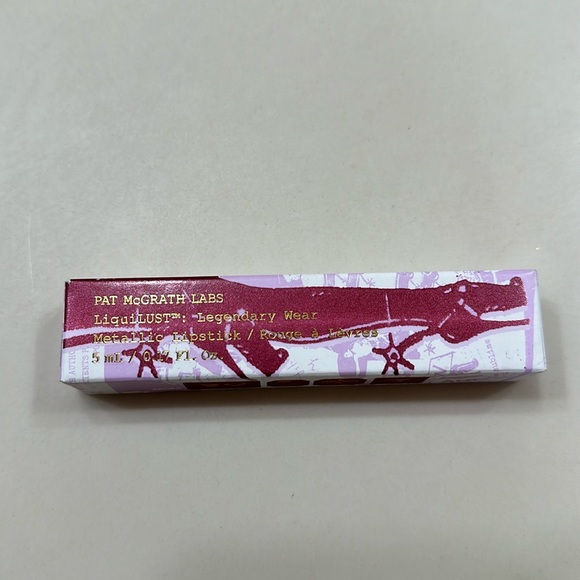 PAT McGRATH LABS
LiquiLUST™: Legendary Wear
Metallic Lipstick / Rouge à Lèvres
5 mL / 0.17 Fl. Oz.